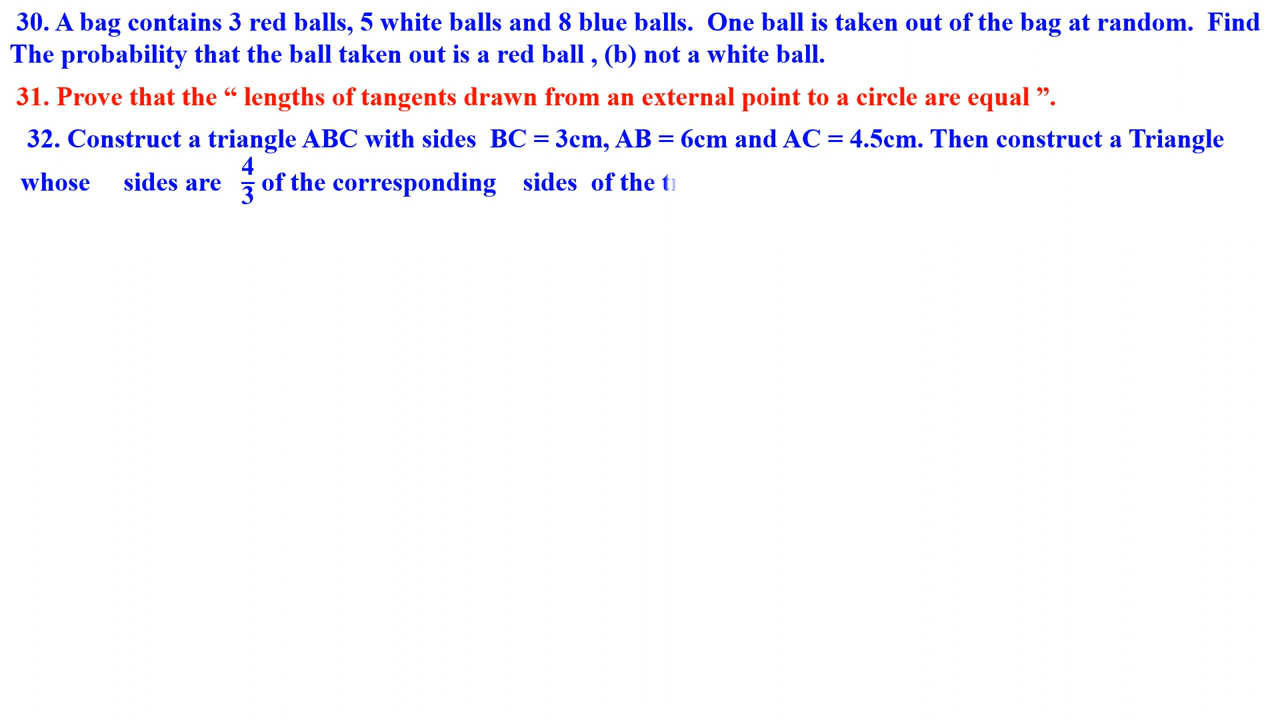 30. A bag contains 3 red balls, 5 white balls and 8 blue balls. One ball is taken out of the bag at random. Find
The probability that the ball taken out is a red ball , (b) not a white ball.
31. Prove that the “ lengths of tangents drawn from an external point to a circle are equal ”.
32. Construct a triangle ABC with sides BC = 3cm, AB = 6cm and AC = 4.5cm. Then construct a Triangle
whose sides are 4/3 of the corresponding sides of the